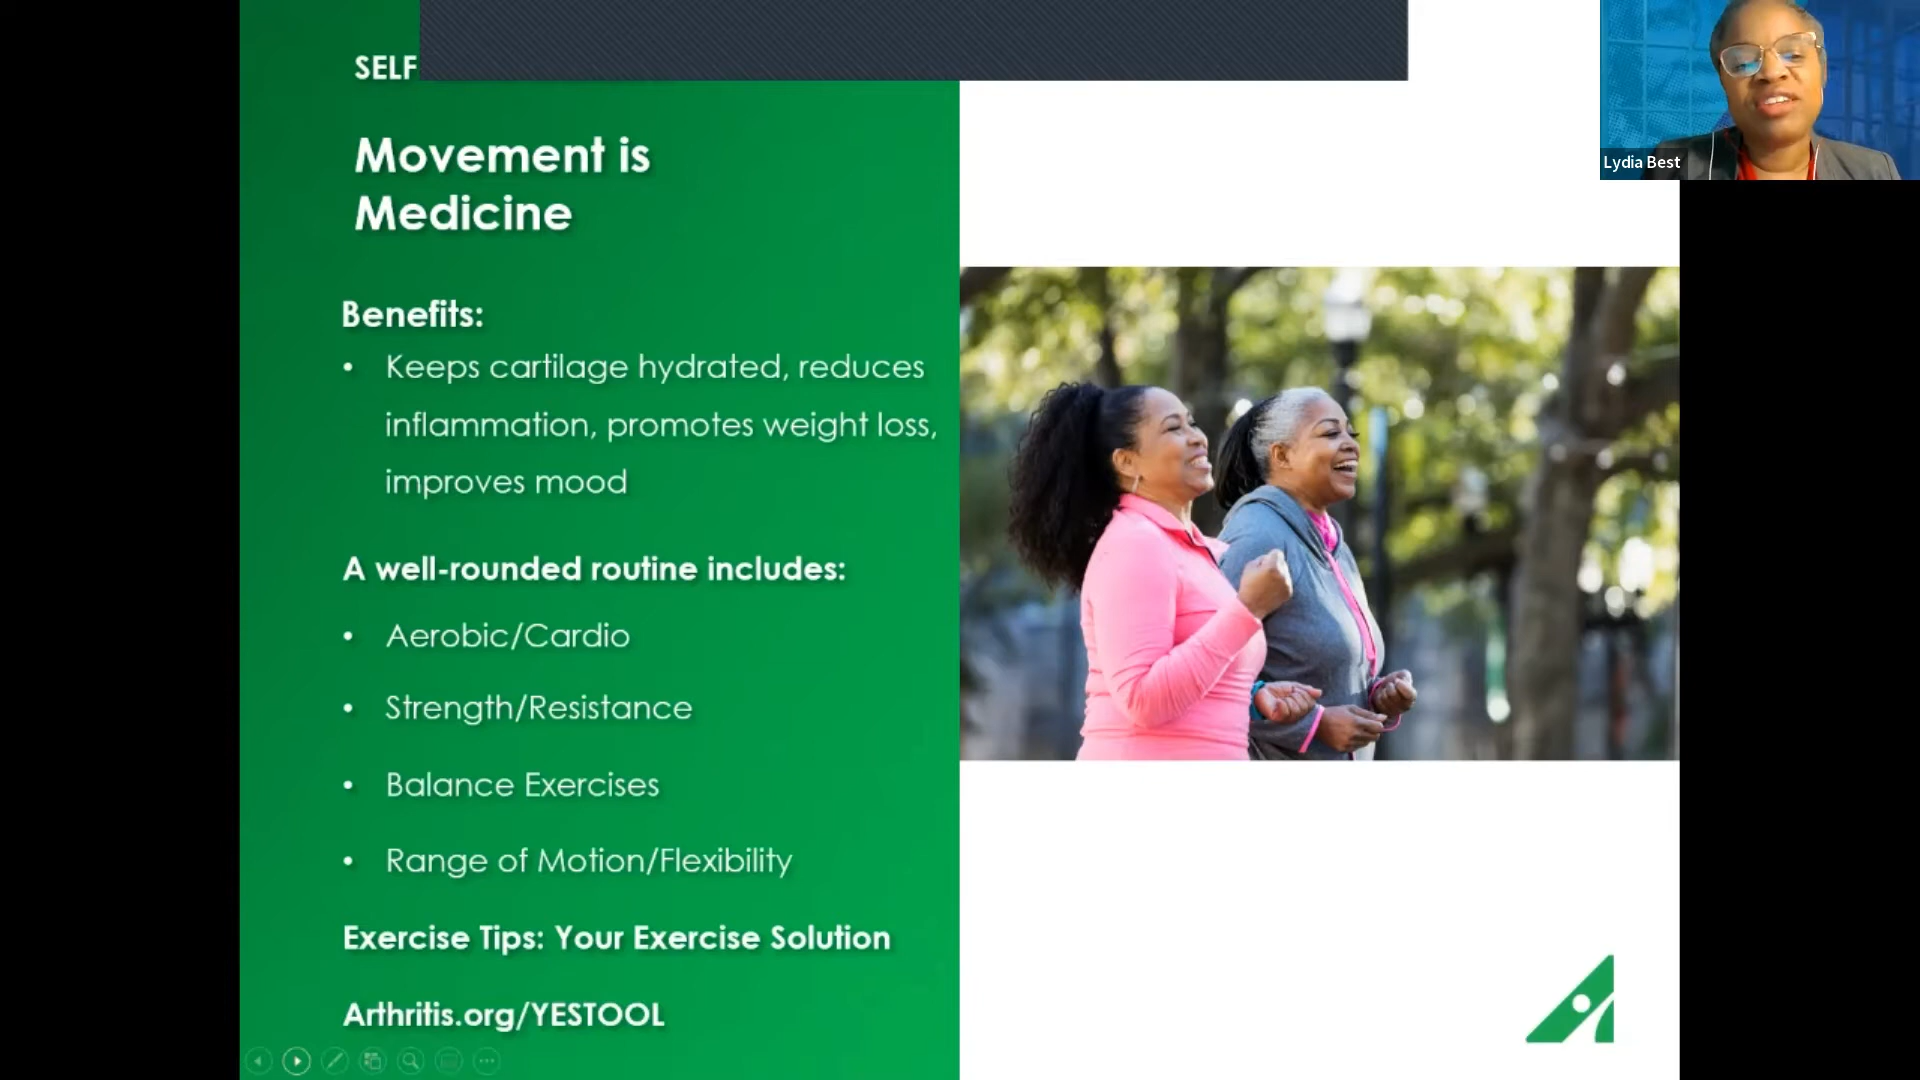 SELF
Movement is
Medicine
Benefits:
• Keeps cartilage hydrated, reduces
inflammation, promotes weight loss,
improves mood
A well-rounded routine includes:
• Aerobic/Cardio
• Strength/Resistance
• Balance Exercises
• Range of Motion/Flexibility
Exercise Tips: Your Exercise Solution
Arthritis.org/YESTOOL
Lydia Best